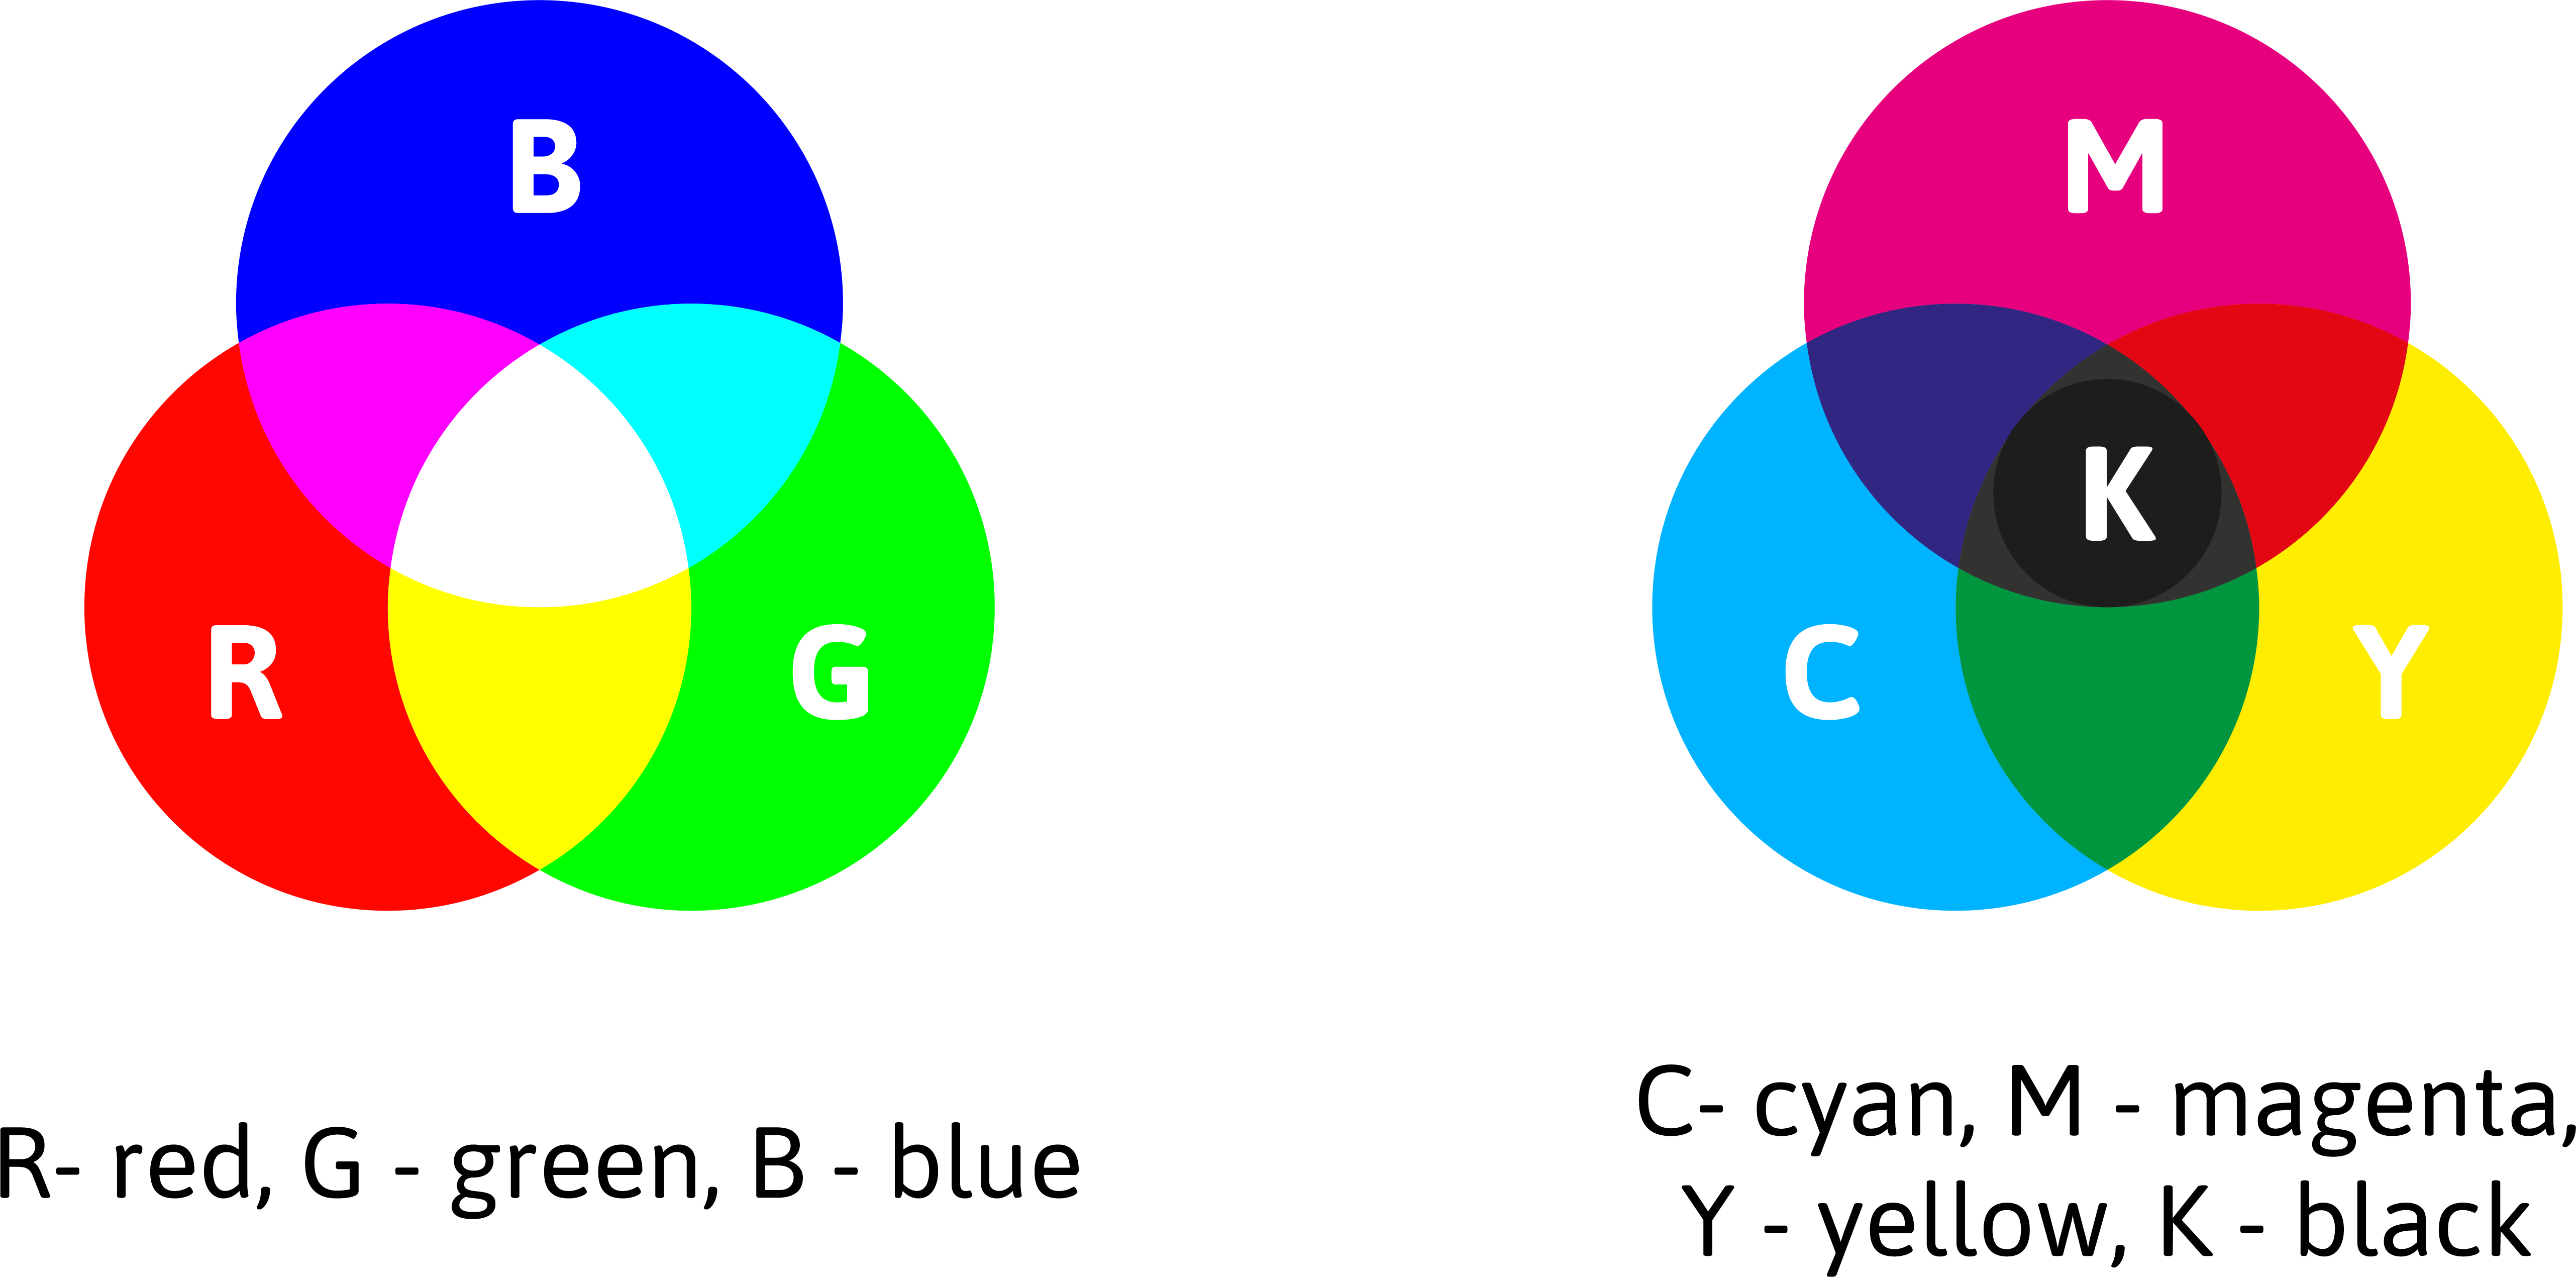 B
R
G
R- red, G - green, B - blue
M
K
C
Y
C- cyan, M - magenta,
Y - yellow, K - black